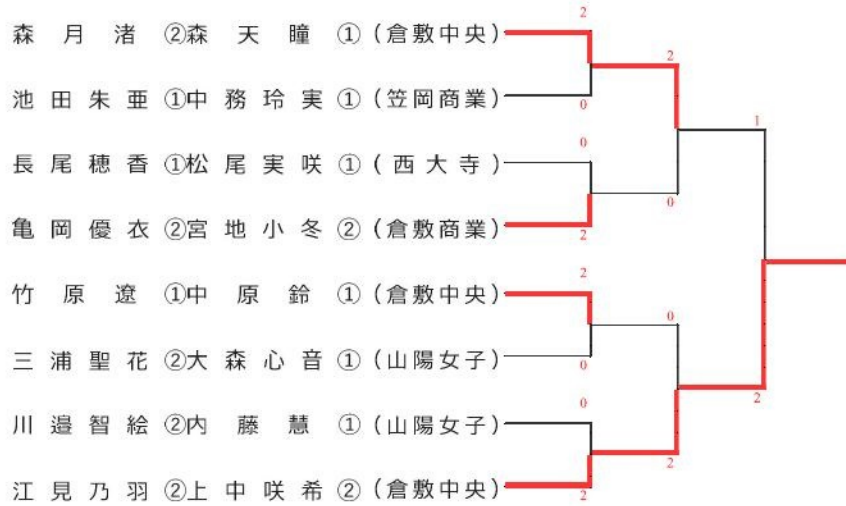 2
森月渚②森天瞳①(倉敷中央)
2
1
池田朱亜①中務玲実①(笠岡商業)
0
0
長尾穂香①松尾実咲①(西大寺)
0
亀岡優衣②宮地小冬②(倉敷商業)
2
2
竹原遼①中原鈴①(倉敷中央)
0
三浦聖花②大森心音①(山陽女子)
0
2
0
川邉智絵②内藤慧①(山陽女子)
2
江見乃羽②上中咲希②(倉敷中央)
2